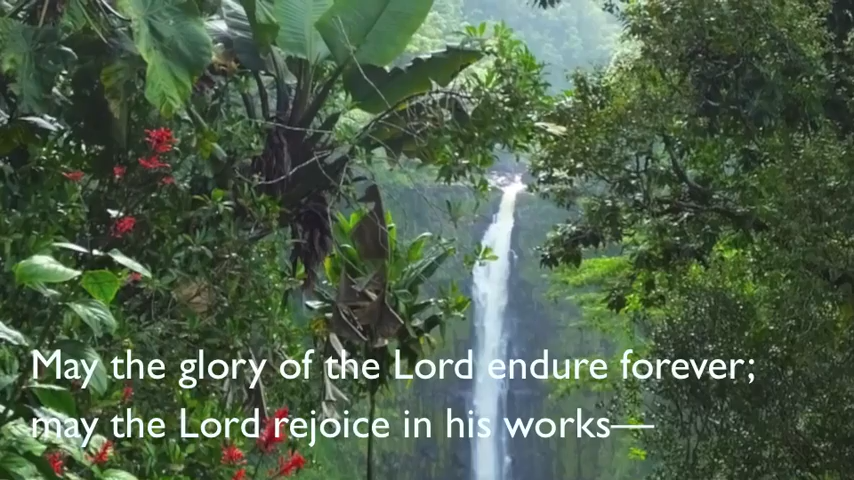 May the glory of the Lord endure forever;
may the Lord rejoice in his works—